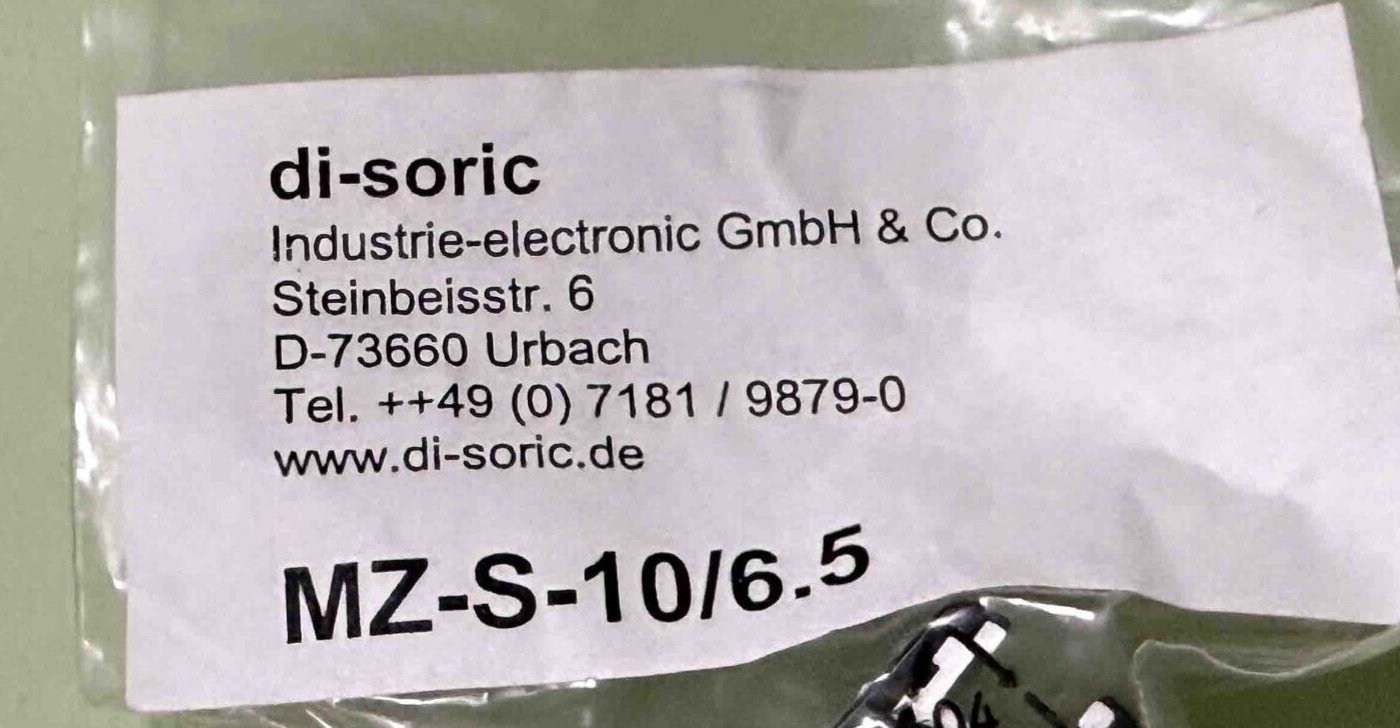 di-soric
Industrie-electronic GmbH & Co.
Steinbeisstr. 6
D-73660 Urbach
Tel. ++49 (0) 7181 / 9879-0
www.di-soric.de
MZ-S-10/6.5